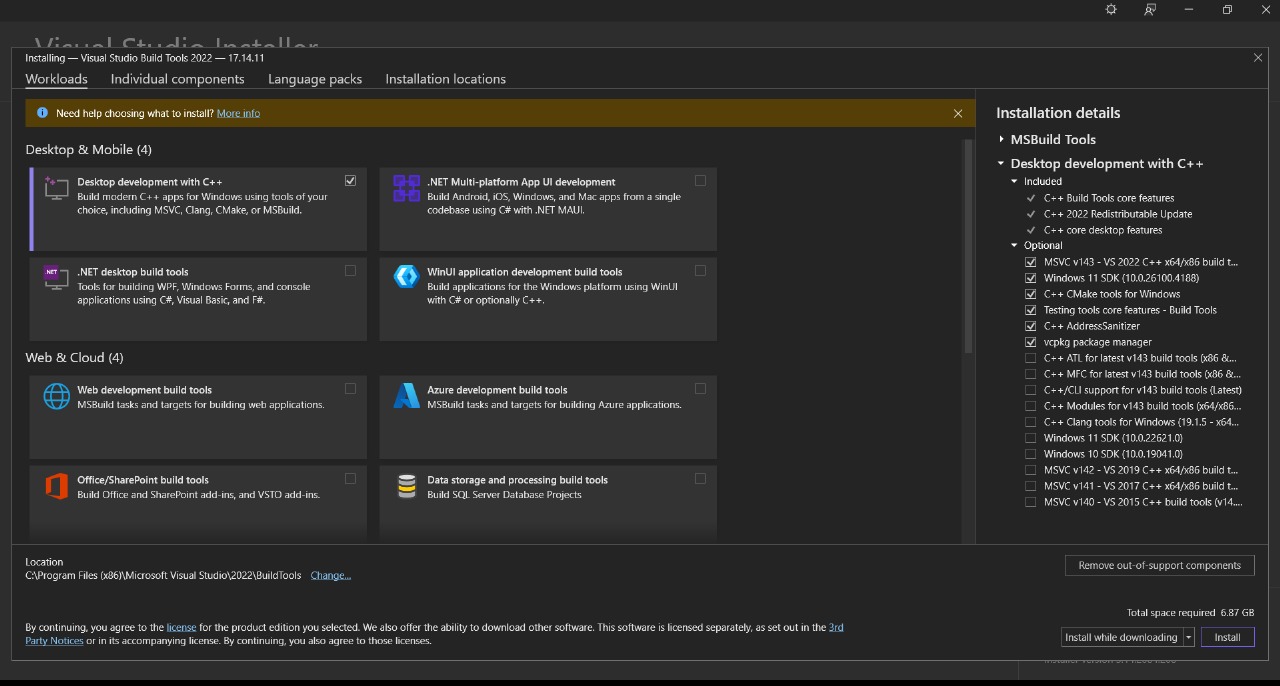 Visual Studio Installer
Installing — Visual Studio Build Tools 2022 — 17.14.11
Workloads Individual components Language packs Installation locations
Need help choosing what to install? More info
Desktop & Mobile (4)
Desktop development with C++
Build modern C++ apps for Windows using tools of your
choice, including MSVC, Clang, CMake, or MSBuild.
.NET Multi-platform App UI development
Build Android, iOS, Windows, and Mac apps from a single
codebase using C# with .NET MAUI.
.NET
.NET desktop build tools
Tools for building WPF, Windows Forms, and console
applications using C#, Visual Basic, and F#.
WinUI application development build tools
Build applications for the Windows platform using WinUI
with C# or optionally C++.
Web & Cloud (4)
Web development build tools
MSBuild tasks and targets for building web applications.
Azure development build tools
MSBuild tasks and targets for building Azure applications.
Office/SharePoint build tools
Build Office and SharePoint add-ins, and VSTO add-ins.
Data storage and processing build tools
Build SQL Server Database Projects
Installation details
MSBuild Tools
Desktop development with C++
Included
C++ Build Tools core features
C++ 2022 Redistributable Update
C++ core desktop features
Optional
MSVC v143 - VS 2022 C++ x64/x86 build t...
Windows 11 SDK (10.0.26100.4188)
C++ CMake tools for Windows
Testing tools core features - Build Tools
C++ AddressSanitizer
vcpkg package manager
C++ ATL for latest v143 build tools (x86 &...
C++ MFC for latest v143 build tools (x86 &...
C++/CLI support for v143 build tools (Latest)
C++ Modules for v143 build tools (x64/x86...
C++ Clang tools for Windows (19.1.5 - x64...
Windows 11 SDK (10.0.22621.0)
Windows 10 SDK (10.0.19041.0)
MSVC v142 - VS 2019 C++ x64/x86 build t...
MSVC v141 - VS 2017 C++ x64/x86 build t...
MSVC v140 - VS 2015 C++ build tools (v14....
Location
C:\Program Files (x86)\Microsoft Visual Studio\2022\BuildTools Change...
Remove out-of-support components
Total space required 6.87 GB
By continuing, you agree to the license for the product edition you selected. We also offer the ability to download other software. This software is licensed separately, as set out in the 3rd
Party Notices or in its accompanying license. By continuing, you also agree to those licenses.
Install while downloading Install